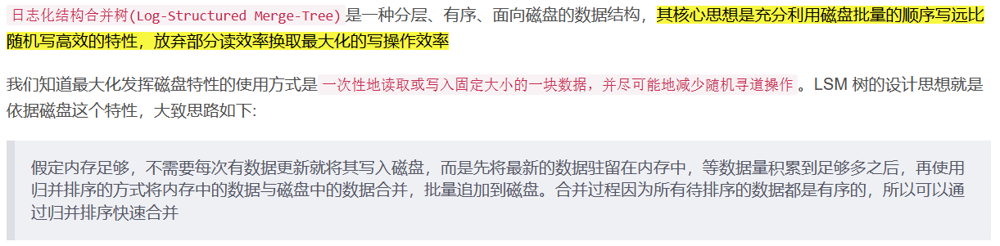 日志化结构合并树(Log-Structured Merge-Tree)是一种分层、有序、面向磁盘的数据结构，其核心思想是充分利用磁盘批量的顺序写远比
随机写高效的特性，放弃部分读效率换取最大化的写操作效率
我们知道最大化发挥磁盘特性的使用方式是一次性地读取或写入固定大小的一块数据，并尽可能地减少随机寻道操作。LSM 树的设计思想就是
依据磁盘这个特性，大致思路如下:
假定内存足够，不需要每次有数据更新就将其写入磁盘，而是先将最新的数据驻留在内存中，等数据量积累到足够多之后，再使用
归并排序的方式将内存中的数据与磁盘中的数据合并，批量追加到磁盘。合并过程因为所有待排序的数据都是有序的，所以可以通
过归并排序快速合并